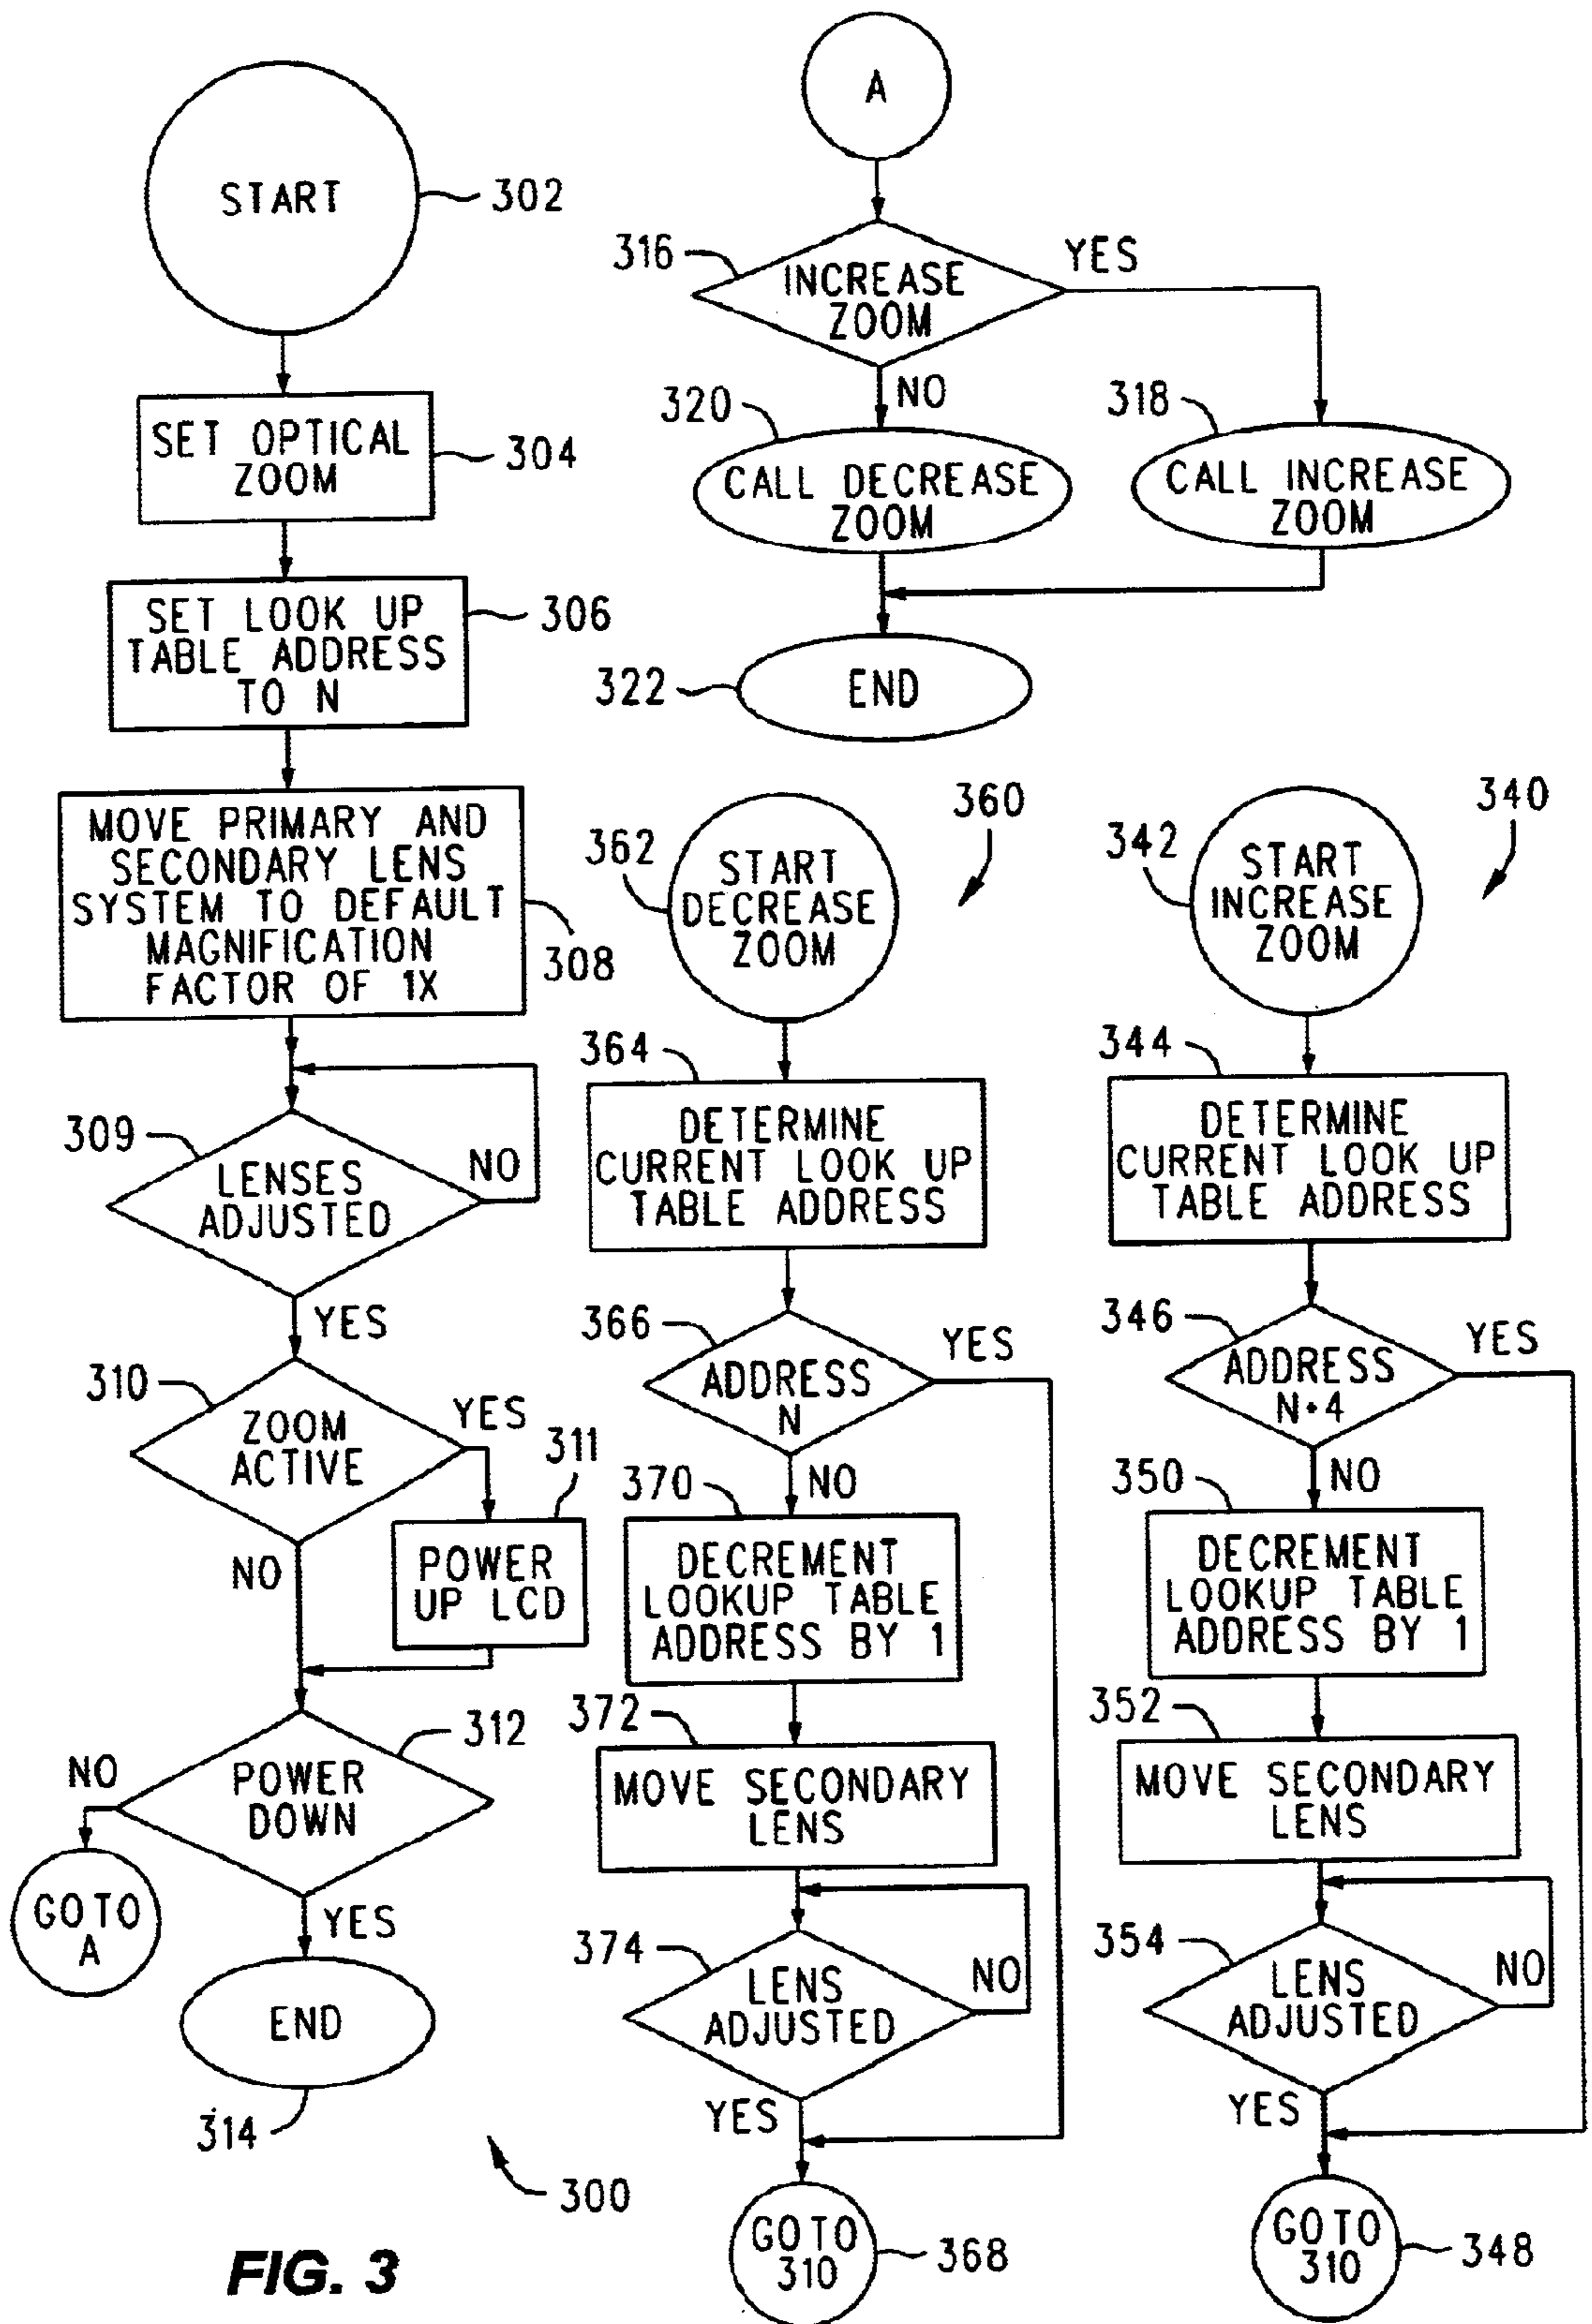 START
302
SET OPTICAL
ZOOM
304
SET LOOK UP
TABLE ADDRESS
TO N
306
MOVE PRIMARY AND
SECONDARY LENS
SYSTEM TO DEFAULT
MAGNIFICATION
FACTOR OF 1X
308
309
LENSES
ADJUSTED
NO
YES
310
ZOOM
ACTIVE
YES
311
NO
POWER
UP LCD
312
NO
POWER
DOWN
GO TO
A
YES
END
314
300
A
316
INCREASE
ZOOM
YES
NO
320
CALL DECREASE
ZOOM
318
CALL INCREASE
ZOOM
322
END
360
362
START
DECREASE
ZOOM
364
DETERMINE
CURRENT LOOK UP
TABLE ADDRESS
366
ADDRESS
N
YES
NO
370
DECREMENT
LOOKUP TABLE
ADDRESS BY 1
372
MOVE SECONDARY
LENS
374
LENS
ADJUSTED
NO
YES
GO TO
310
368
340
342
START
INCREASE
ZOOM
344
DETERMINE
CURRENT LOOK UP
TABLE ADDRESS
346
ADDRESS
N+4
YES
NO
350
DECREMENT
LOOKUP TABLE
ADDRESS BY 1
352
MOVE SECONDARY
LENS
354
LENS
ADJUSTED
NO
YES
GO TO
310
348
FIG. 3